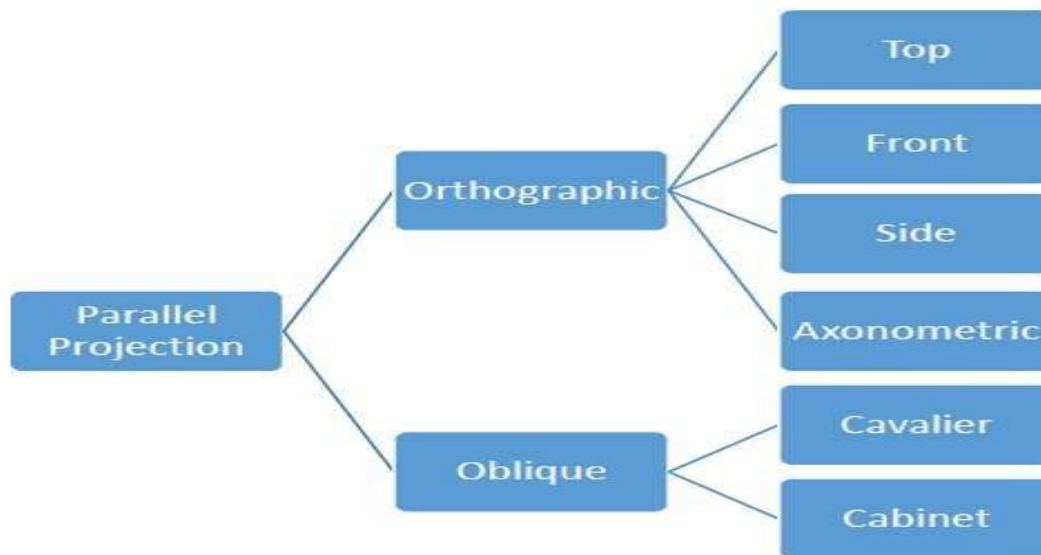 Top
Front
Orthographic
Side
Parallel
Projection
Axonometric
Cavalier
Oblique
Cabinet